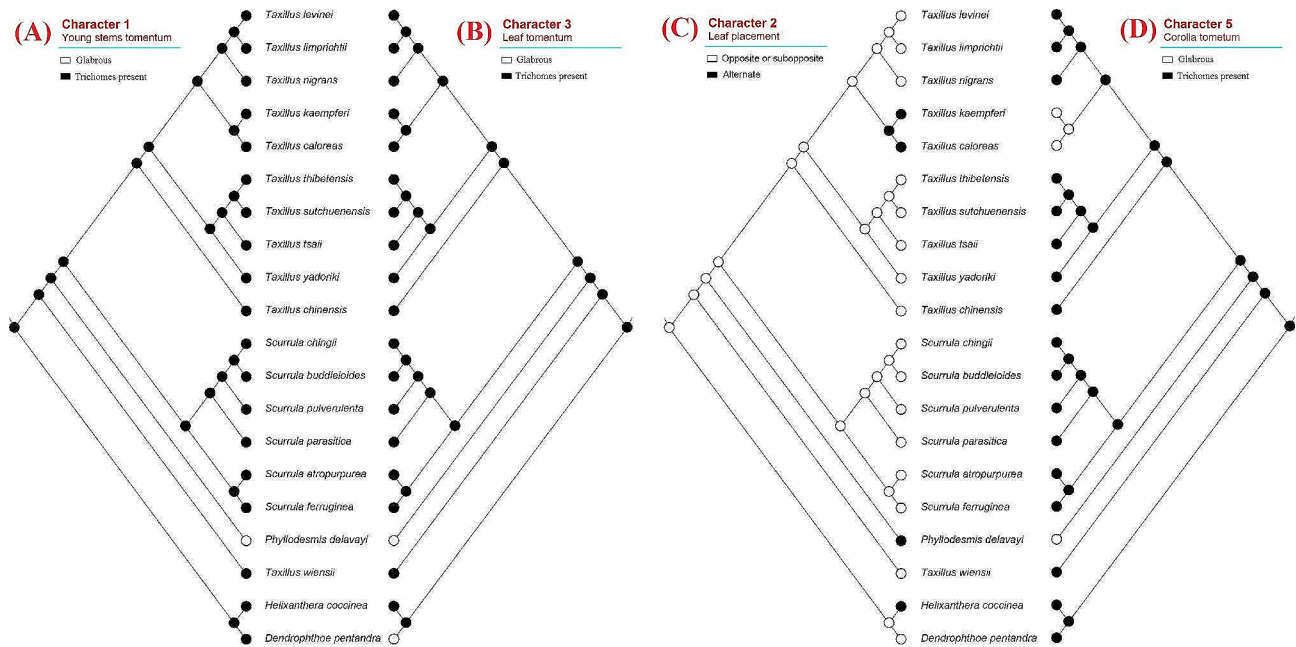 (A)
Character 1
Young stems tomentum
Glabrous
Trichomes present
(B)
Character 3
Leaf tomentum
Glabrous
Trichomes present
Taxillus levinei
Taxillus limprichtii
Taxillus nigrans
Taxillus kaempferi
Taxillus caloreas
Taxillus thibetensis
Taxillus sutchuenensis
Taxillus tsaii
Taxillus yadoriki
Taxillus chinensis
Scurrula chingii
Scurrula buddleioides
Scurrula pulverulenta
Scurrula parasitica
Scurrula atropurpurea
Scurrula ferruginea
Phyllodesmis delavayi
Taxillus wiensii
Helixanthera coccinea
Dendrophthoe pentandra
(C)
Character 2
Leaf placement
Opposite or subopposite
Alternate
(D)
Character 5
Corolla tometum
Glabrous
Trichomes present
Taxillus levinei
Taxillus limprichtii
Taxillus nigrans
Taxillus kaempferi
Taxillus caloreas
Taxillus thibetensis
Taxillus sutchuenensis
Taxillus tsaii
Taxillus yadoriki
Taxillus chinensis
Scurrula chingii
Scurrula buddleioides
Scurrula pulverulenta
Scurrula parasitica
Scurrula atropurpurea
Scurrula ferruginea
Phyllodesmis delavayi
Taxillus wiensii
Helixanthera coccinea
Dendrophthoe pentandra